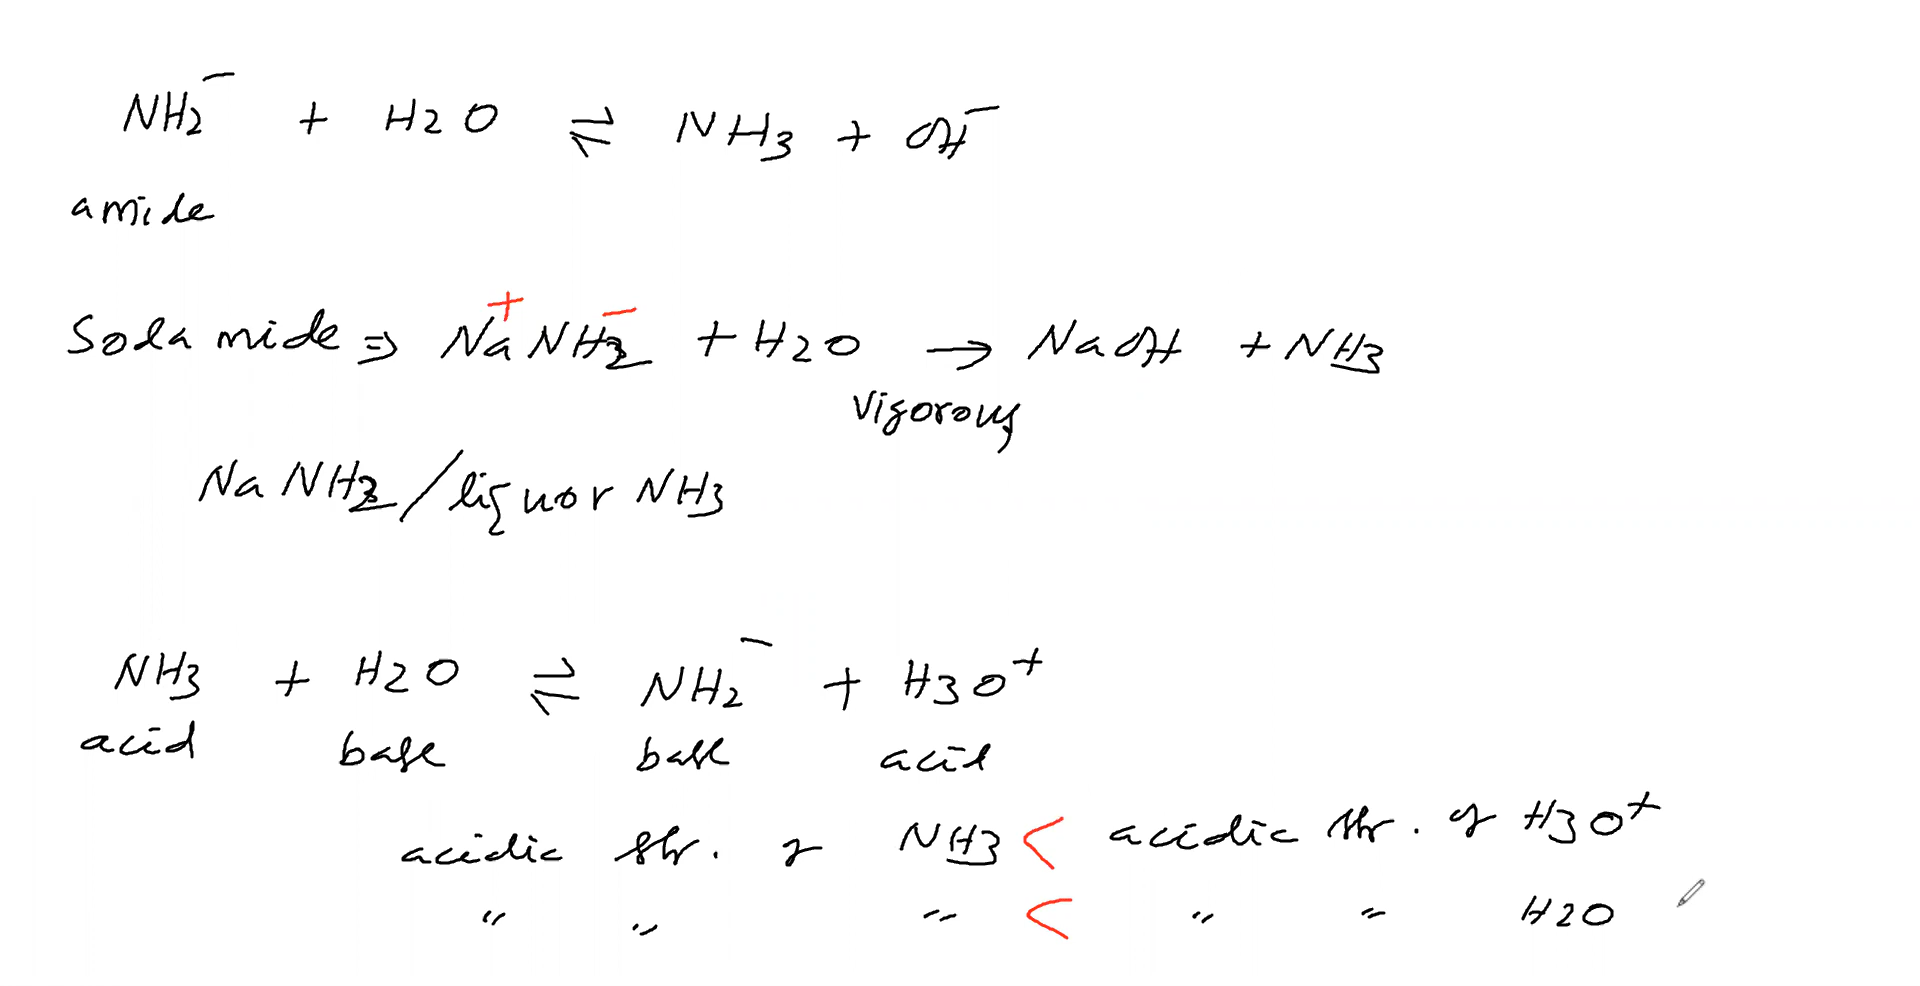 NH2⁻ + H2O ⇌ NH3 + OH⁻
amide
Sodamide ⇒ Na⁺NH2⁻ + H2O → NaOH + NH3
vigorous
NaNH2/liquor NH3
NH3 + H2O ⇌ NH2⁻ + H3O⁺
acid base base acid
acidic str. of NH3 < acidic str. of H3O⁺
" " " < " " H2O